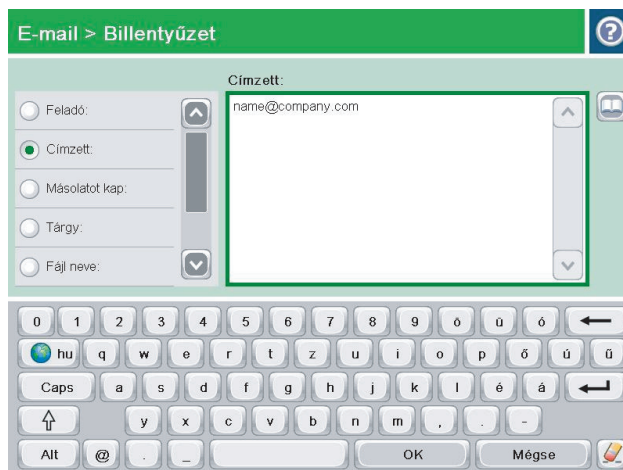 E-mail > Billentyűzet
Címzett:
Feladó:
name@company.com
Címzett:
Másolatot kap:
Tárgy:
Fájl neve:
0 1 2 3 4 5 6 7 8 9 ö ü ó
hu q w e r t z u i o p ő ú ű
Caps a s d f g h j k l é á
y x c v b n m , . -
Alt @ . _ OK Mégse